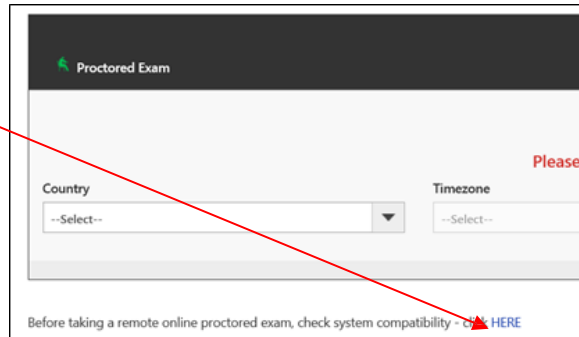 Proctored Exam
Please
Country
Timezone
--Select--
--Select--
Before taking a remote online proctored exam, check system compatibility - click HERE